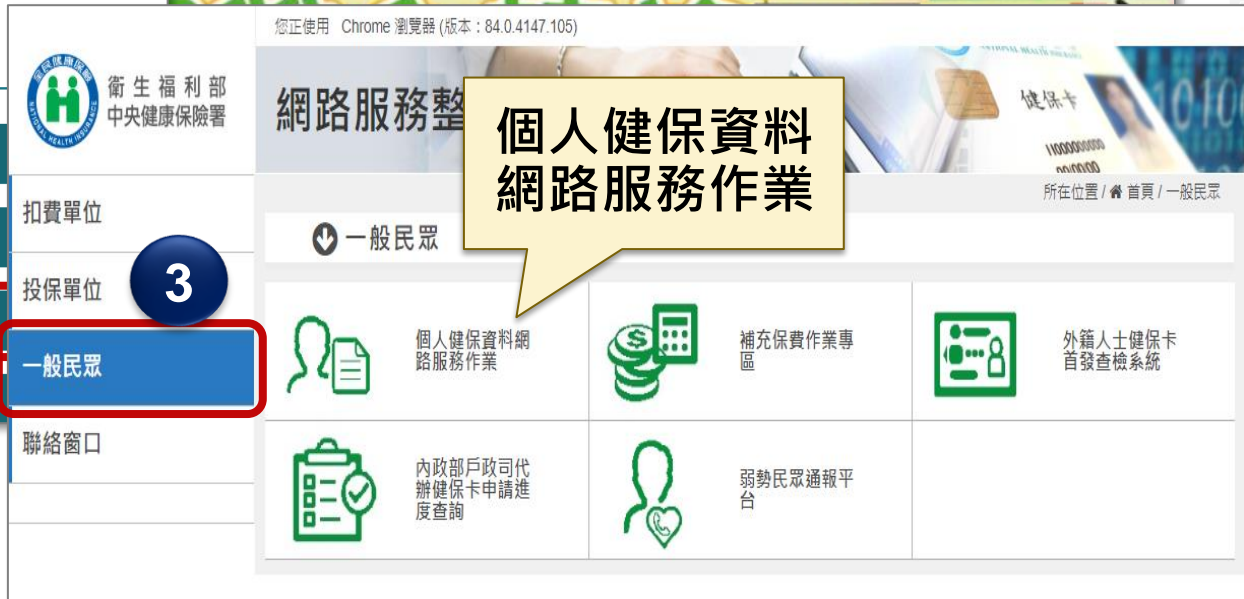 您正使用 Chrome 瀏覽器 (版本：84.0.4147.105)
衛生福利部
中央健康保險署
網路服務整
個人健保資料
網路服務作業
NATIONAL HEALTH INSURANCE
健保卡
所在位置 / 首頁 / 一般民眾
扣費單位
投保單位
3
一般民眾
聯絡窗口
一般民眾
個人健保資料網
路服務作業
補充保費作業專
區
外籍人士健保卡
首發查檢系統
內政部戶政司代
辦健保卡申請進
度查詢
弱勢民眾通報平
台